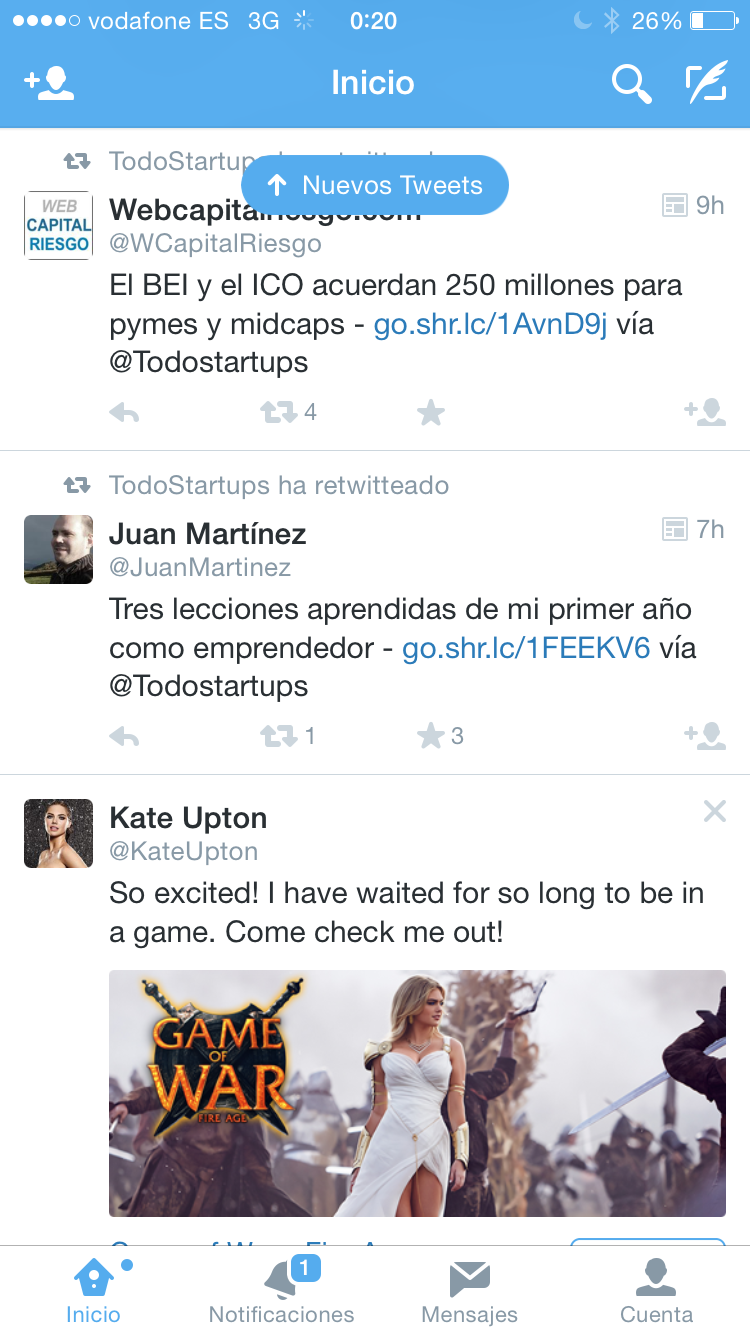 vodafone ES 3G 0:20 26%
Inicio
TodoStartups
Nuevos Tweets
Webcapitalriesgo.com 9h
WEB
CAPITAL
RIESGO
@WCapitalRiesgo
El BEI y el ICO acuerdan 250 millones para
pymes y midcaps - go.shr.lc/1AvnD9j vía
@Todostartups
4
TodoStartups ha retwitteado
Juan Martínez 7h
@JuanMartinez
Tres lecciones aprendidas de mi primer año
como emprendedor - go.shr.lc/1FEEKV6 vía
@Todostartups
1 3
Kate Upton
@KateUpton
So excited! I have waited for so long to be in
a game. Come check me out!
GAME
OF
WAR
FIRE AGE
1
Inicio Notificaciones Mensajes Cuenta